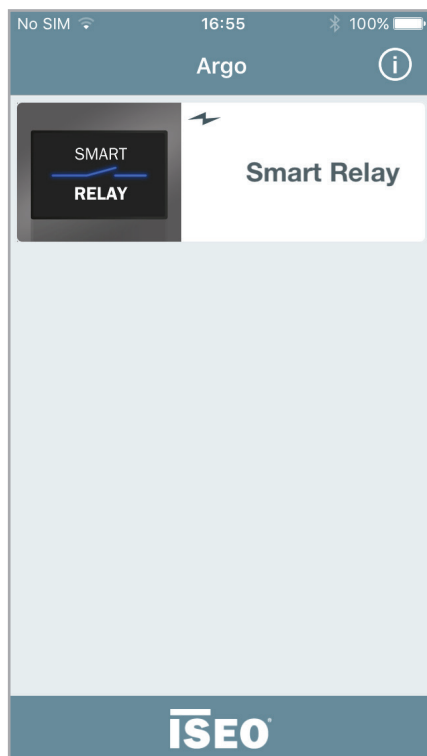 No SIM 16:55 100%
Argo
SMART
RELAY
Smart Relay
ISEO